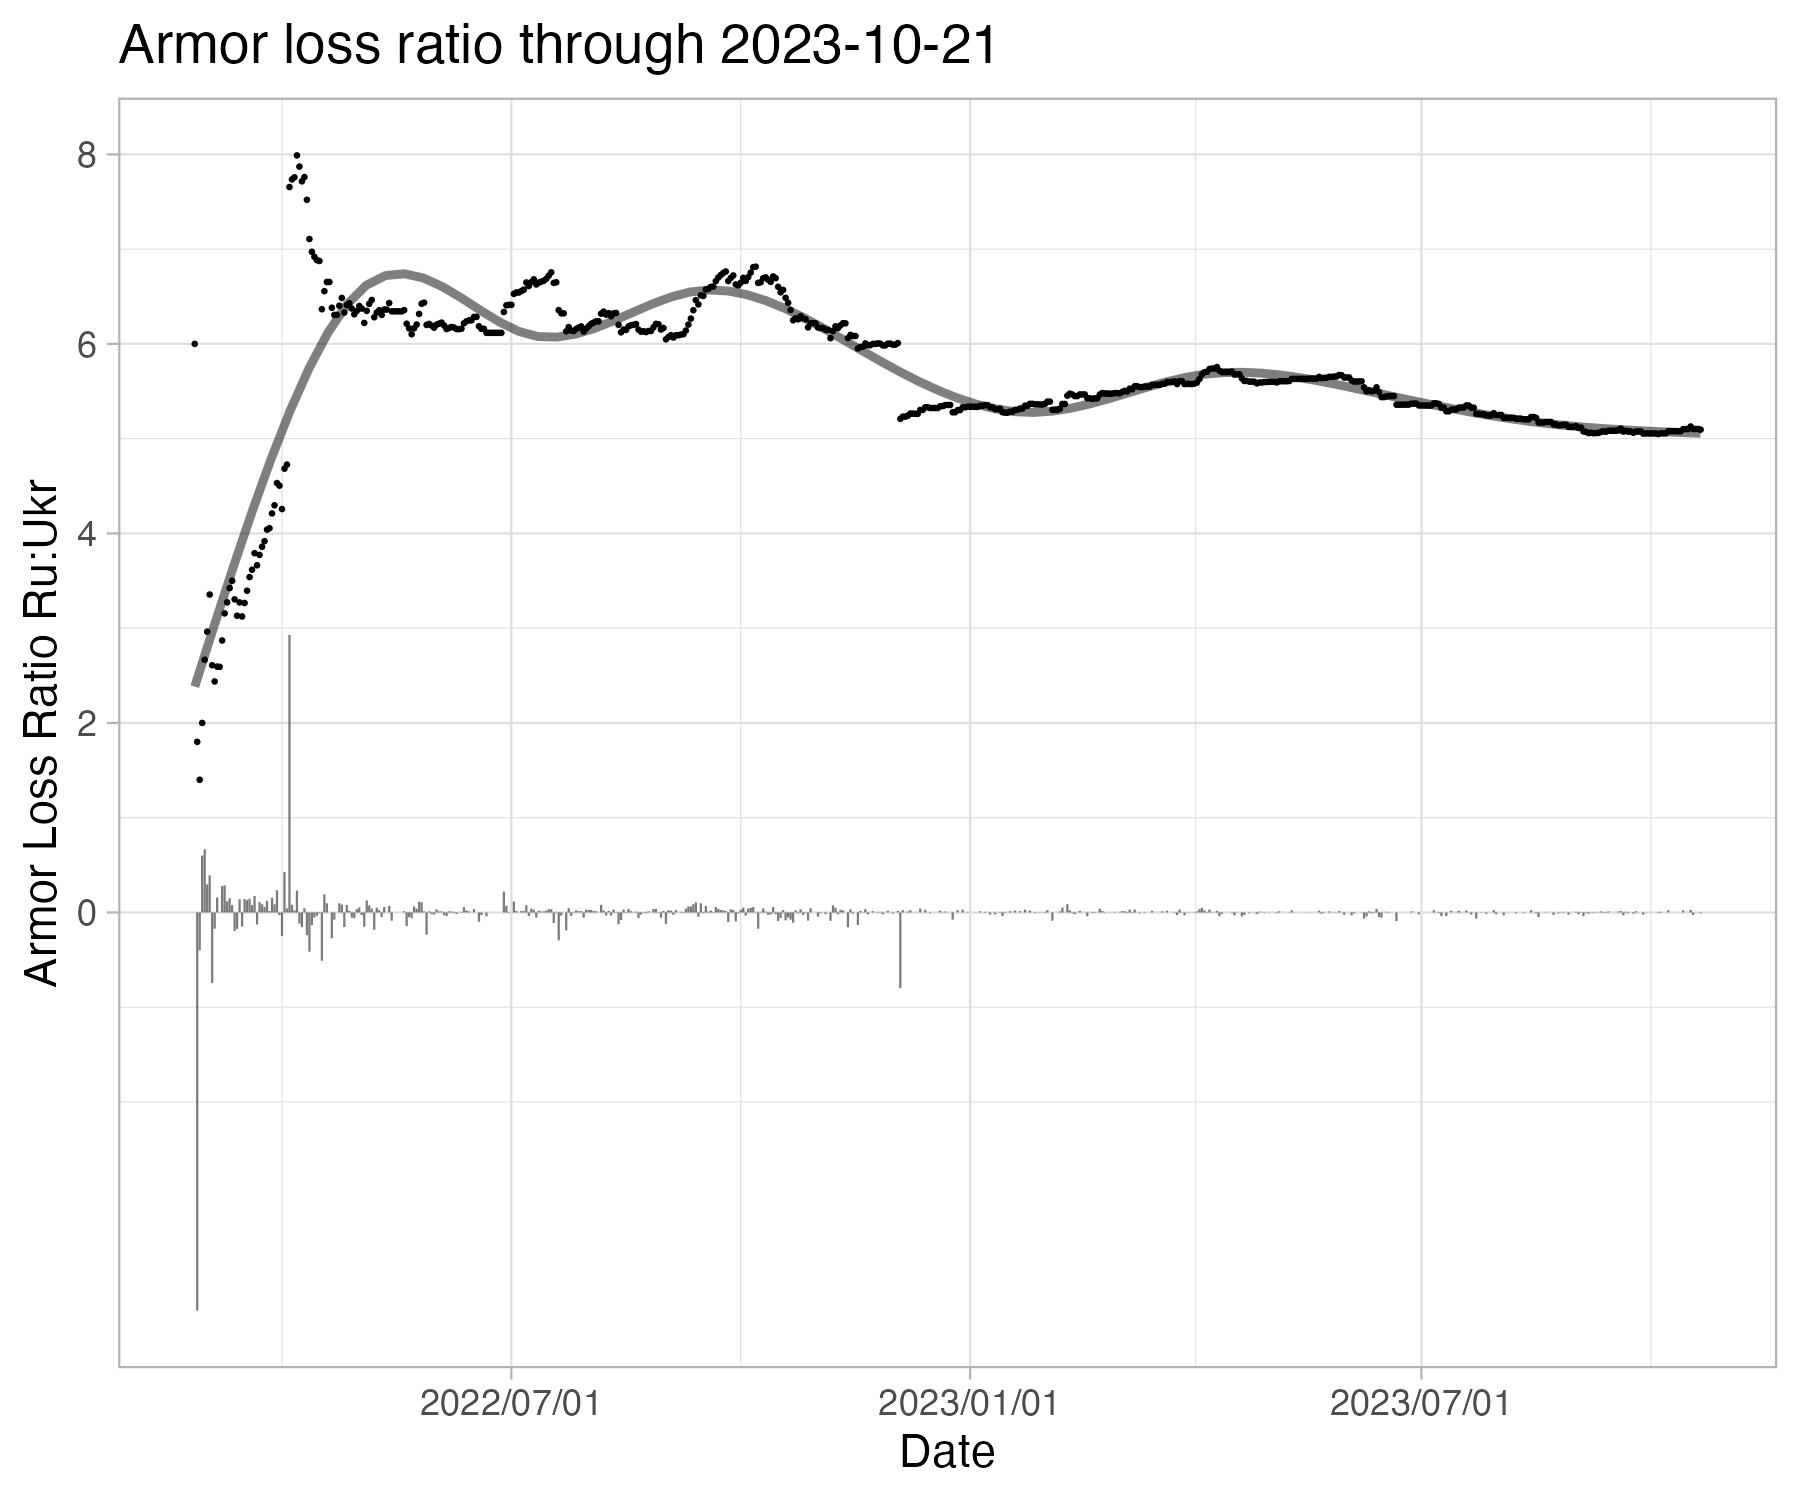 Armor loss ratio through 2023-10-21
Armor Loss Ratio Ru:Ukr
8
6
4
2
0
2022/07/01
2023/01/01
2023/07/01
Date